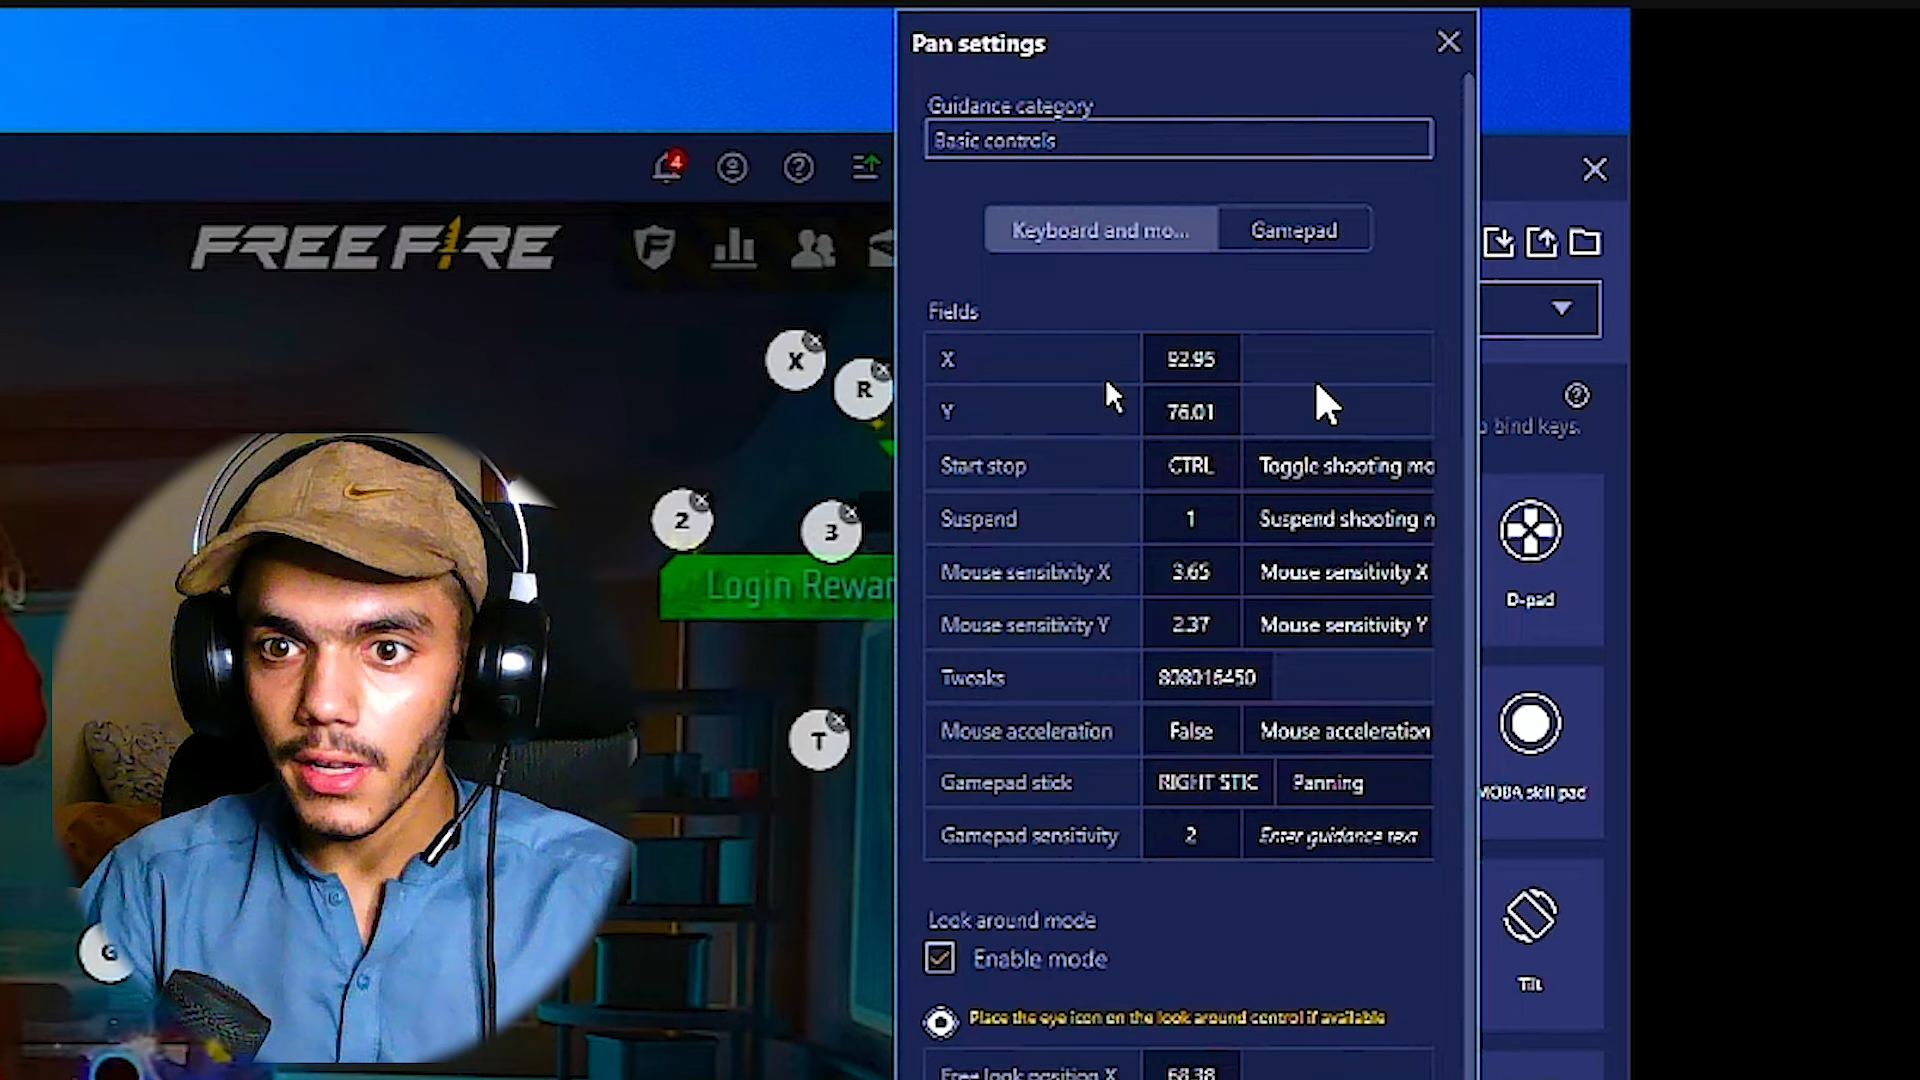 Pan settings
Guidance category
Basic controls
4
FREE FIRE
Keyboard and mo... Gamepad
Fields
X 92.95
Y 76.01
Start stop CTRL Toggle shooting mo
Suspend 1 Suspend shooting
Mouse sensitivity X 3.65 Mouse sensitivity X
Mouse sensitivity Y 2.37 Mouse sensitivity Y
Tweaks 808016450
Mouse acceleration False Mouse acceleration
Gamepad stick RIGHT STIC Panning
Gamepad sensitivity 2 Enter guidance text
Look around mode
Enable mode
Place the eye icon on the look around control if available
Free look position X 68.38
X
R
2
3
Login Rewar
T
G
bind keys.
D-pad
MOBA skill pad
Tilt